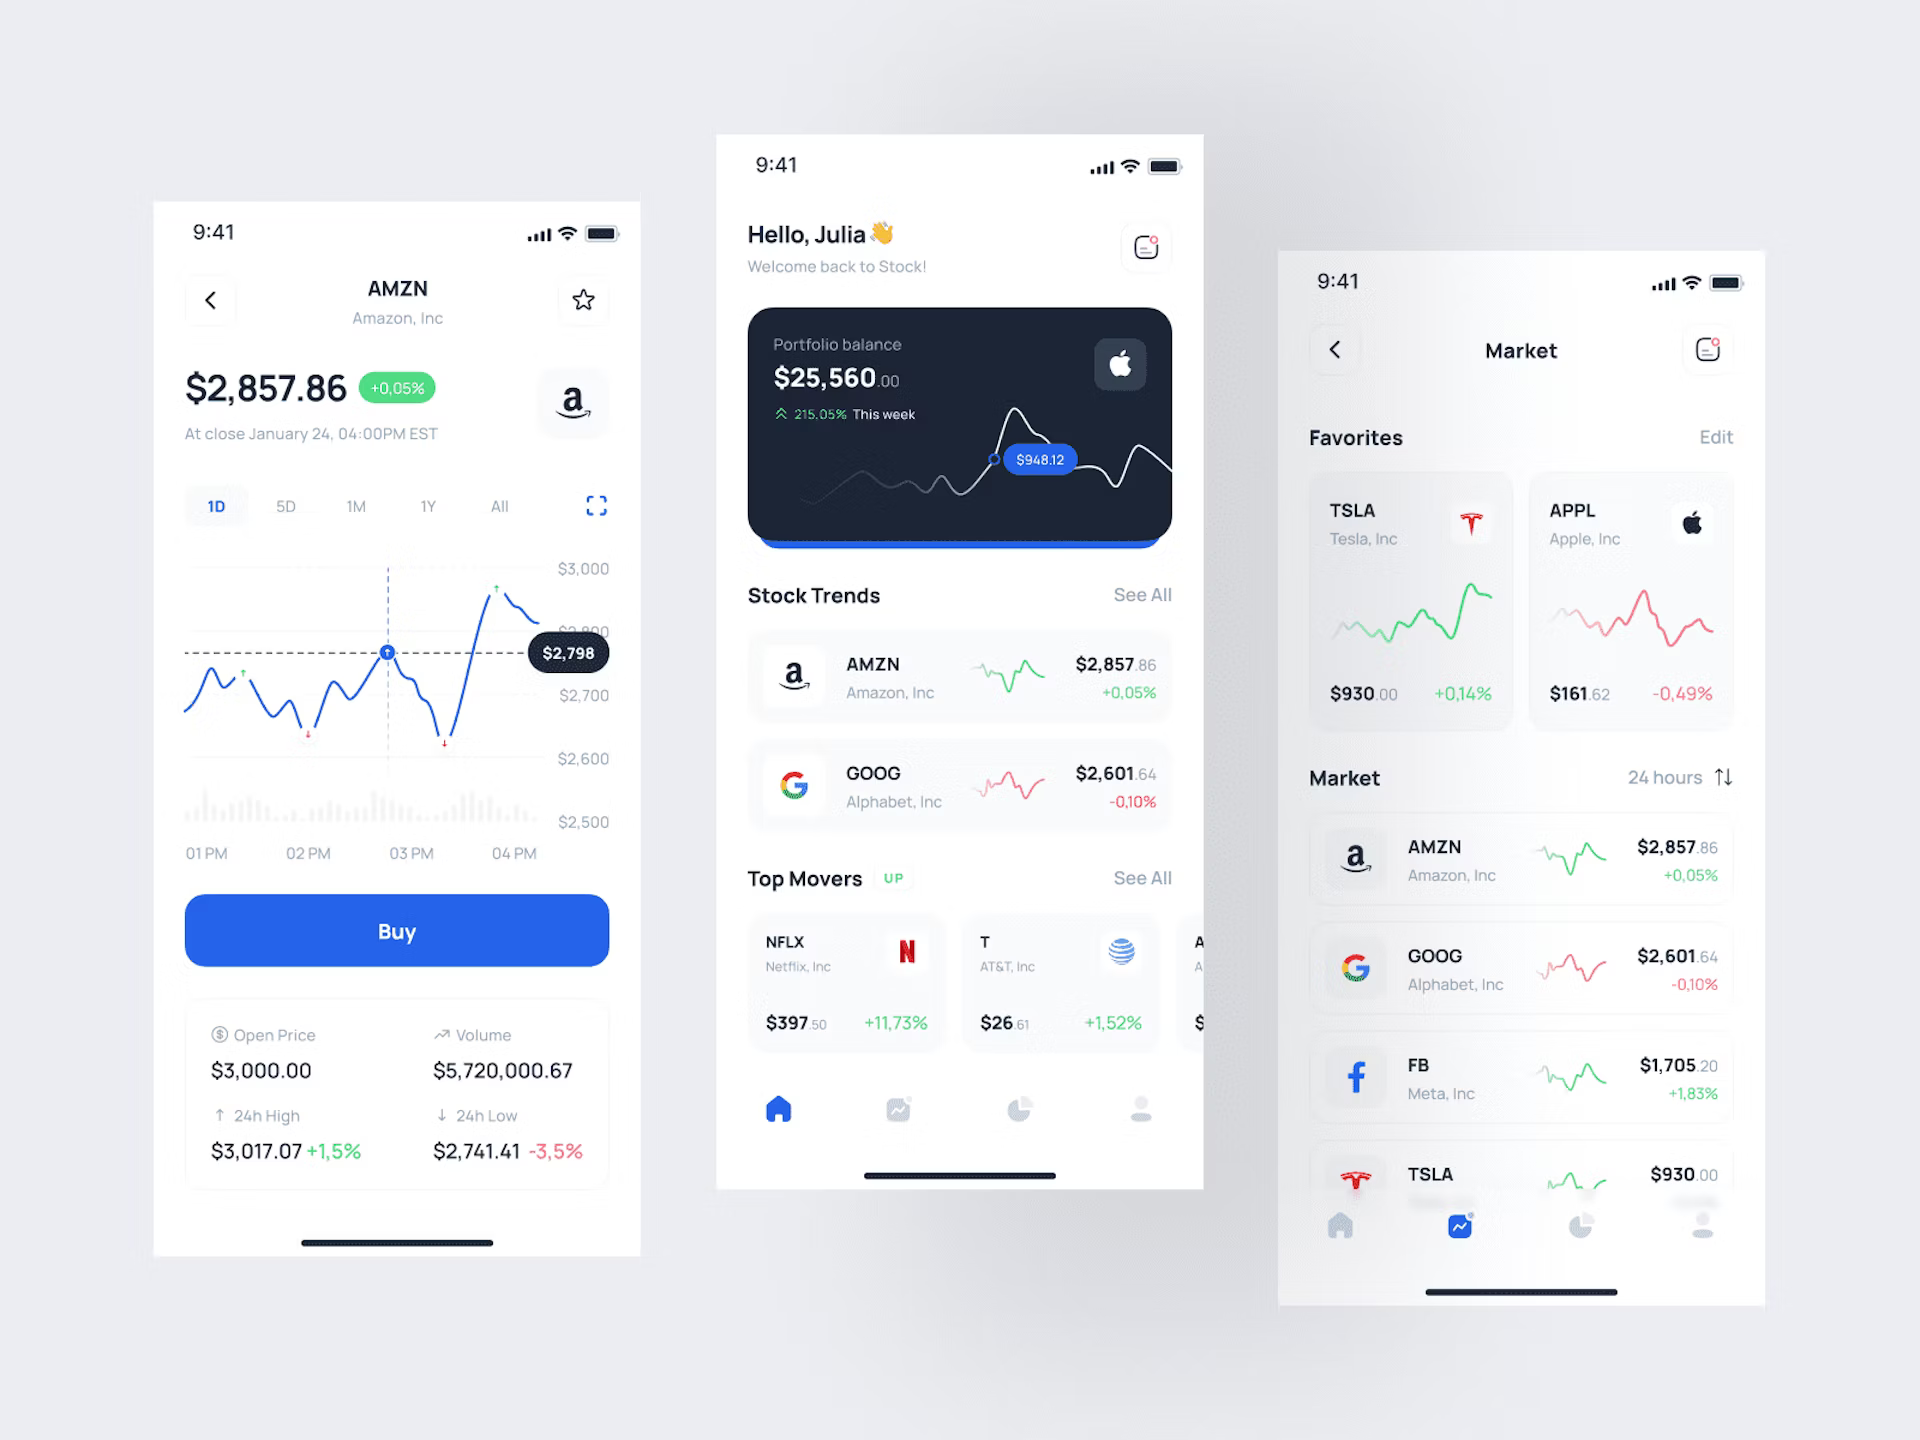 9:41
AMZN
Amazon, Inc
$2,857.86 +0,05%
At close January 24, 04:00PM EST
1D 5D 1M 1Y All
$3,000
$2,800
$2,798
$2,700
$2,600
$2,500
01 PM 02 PM 03 PM 04 PM
Buy
Open Price Volume
$3,000.00 $5,720,000.67
24h High 24h Low
$3,017.07 +1,5% $2,741.41 -3,5%
9:41
Hello, Julia
Welcome back to Stock!
Portfolio balance
$25,560.00
215.05% This week
$948.12
Stock Trends See All
AMZN $2,857.86
Amazon, Inc +0,05%
GOOG $2,601.64
Alphabet, Inc -0,10%
Top Movers UP See All
NFLX T A
Netflix, Inc AT&T, Inc A
$397.50 +11,73% $26.61 +1,52% $
9:41
Market
Favorites Edit
TSLA APPL
Tesla, Inc Apple, Inc
$930.00 +0,14% $161.62 -0,49%
Market 24 hours
AMZN $2,857.86
Amazon, Inc +0,05%
GOOG $2,601.64
Alphabet, Inc -0,10%
FB $1,705.20
Meta, Inc +1,83%
TSLA $930.00